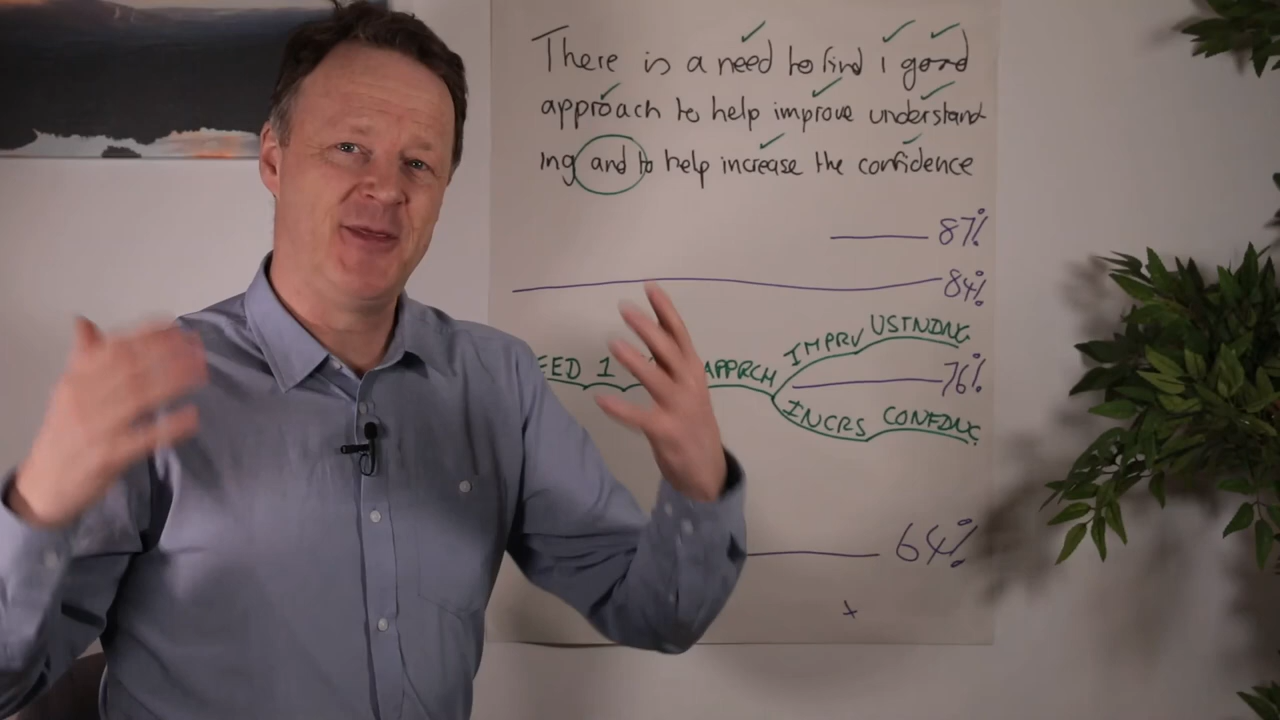 There is a need to find 1 good
approach to help improve understand-
ing and to help increase the confidence
87%
84%
IMPRV USTNDNG
EED 1 APPRCH
76%
INCRS CONFDNC
64%
+